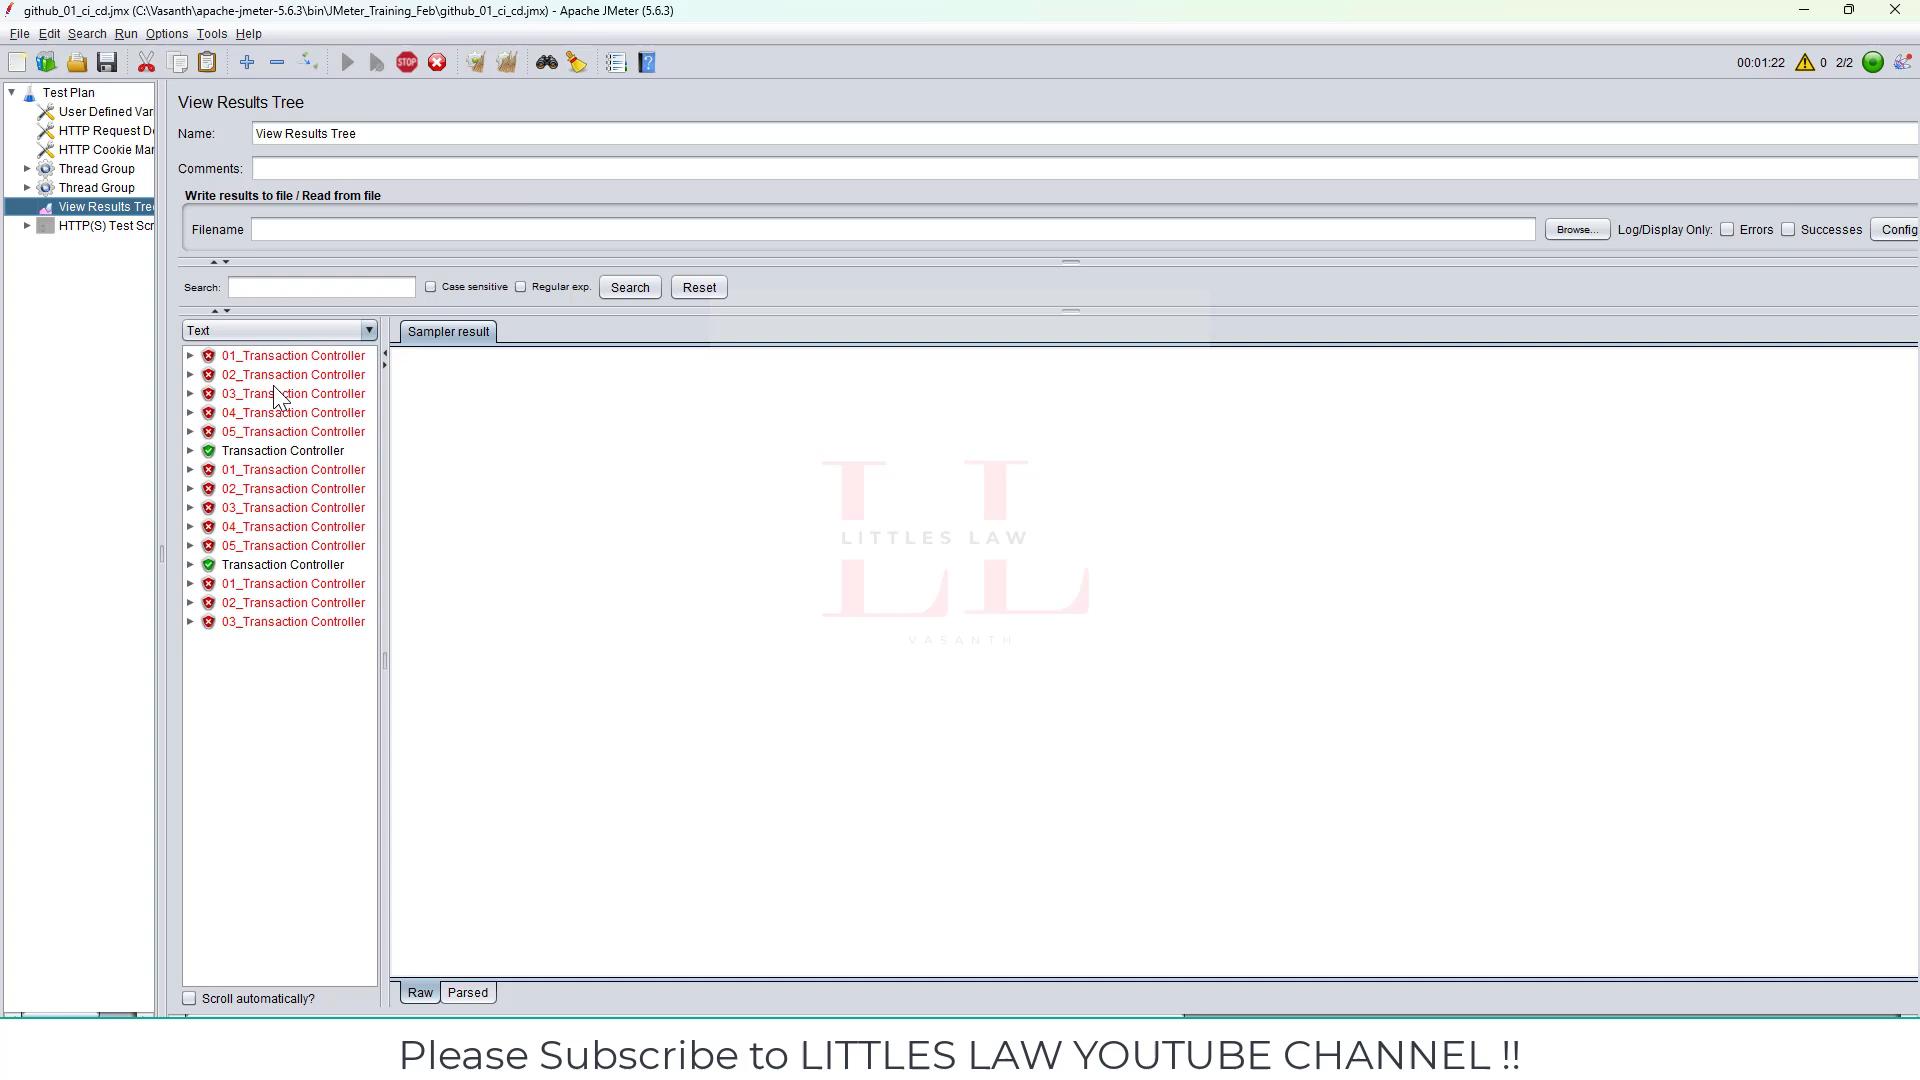 github_01_ci_cd.jmx (C:\Vasanth\apache-jmeter-5.6.3\bin\JMeter_Training_Feb\github_01_ci_cd.jmx) - Apache JMeter (5.6.3)
File Edit Search Run Options Tools Help
STOP
00:01:22 0 2/2
Test Plan
User Defined Var
HTTP Request D
HTTP Cookie Mar
Thread Group
Thread Group
View Results Tre
HTTP(S) Test Scr
View Results Tree
Name: View Results Tree
Comments:
Write results to file / Read from file
Filename Browse... Log/Display Only: Errors Successes Config
Search: Case sensitive Regular exp. Search Reset
Text
Sampler result
01_Transaction Controller
02_Transaction Controller
03_Transaction Controller
04_Transaction Controller
05_Transaction Controller
Transaction Controller
01_Transaction Controller
02_Transaction Controller
03_Transaction Controller
04_Transaction Controller
05_Transaction Controller
Transaction Controller
01_Transaction Controller
02_Transaction Controller
03_Transaction Controller
LL
LITTLES LAW
VASANTH
Scroll automatically?
Raw Parsed
Please Subscribe to LITTLES LAW YOUTUBE CHANNEL !!